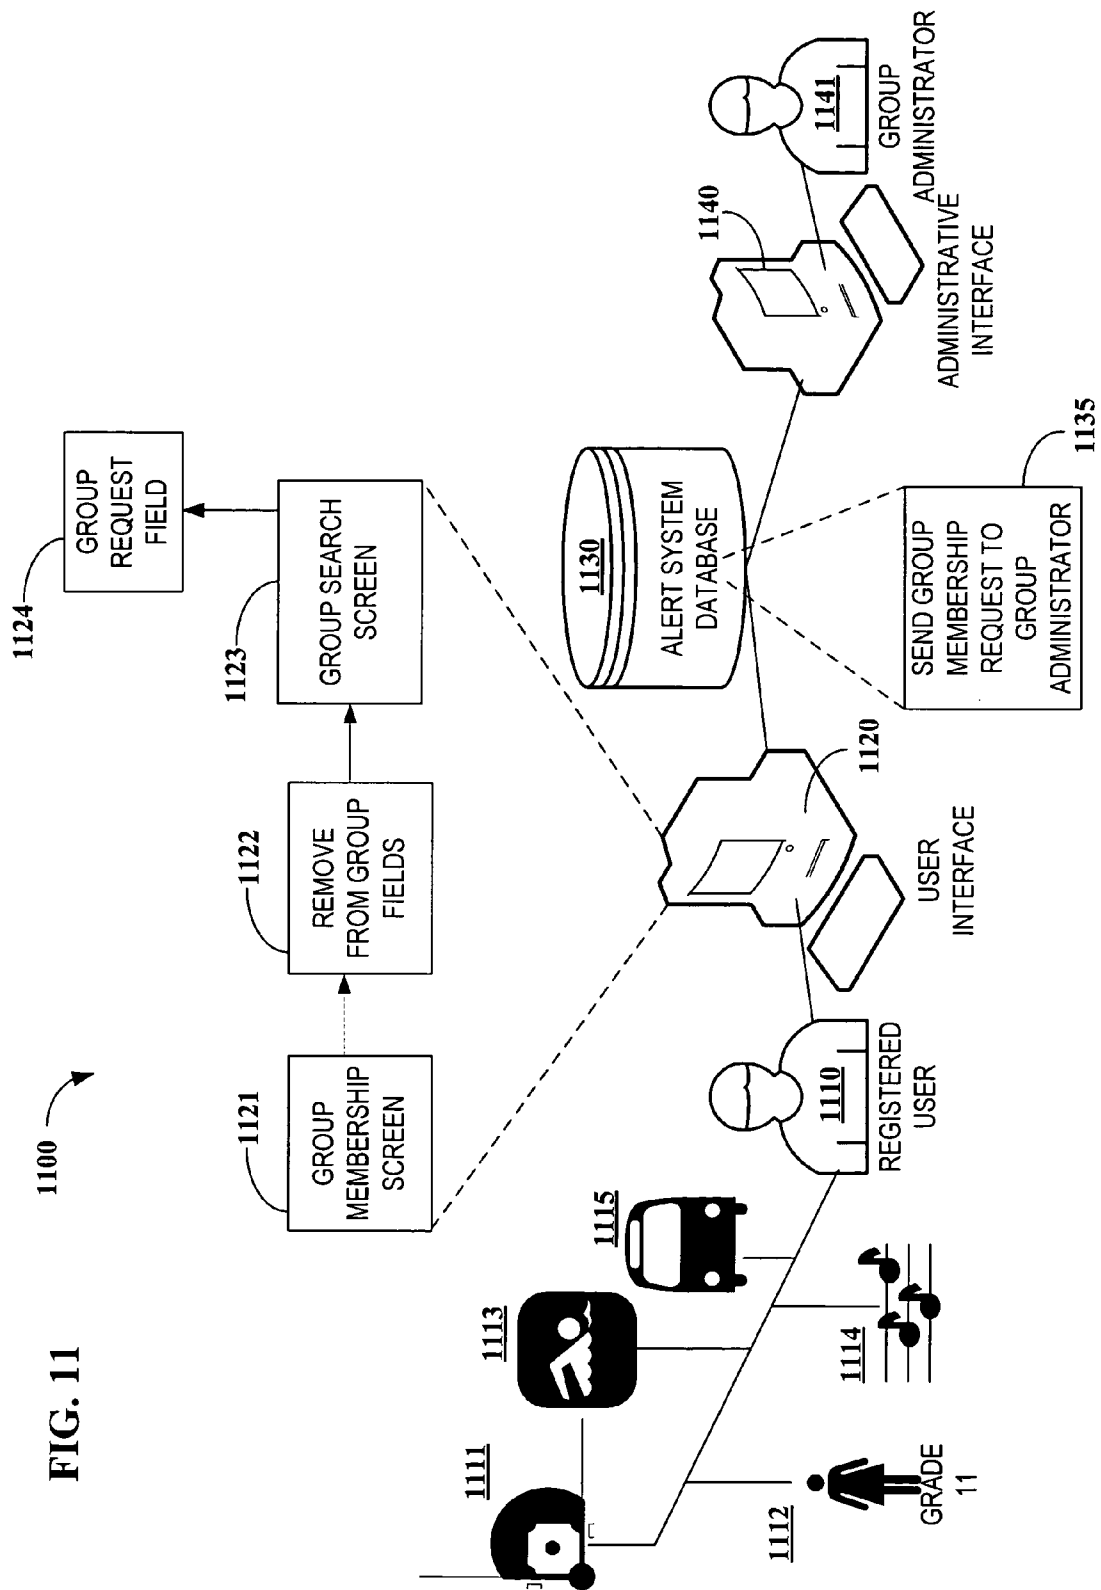 FIG. 11
1100
1121
GROUP
MEMBERSHIP
SCREEN
1122
REMOVE
FROM GROUP
FIELDS
1123
GROUP SEARCH
SCREEN
1124
GROUP
REQUEST
FIELD
1111
1112
GRADE
11
1113
1114
1115
1110
REGISTERED
USER
1120
USER
INTERFACE
1130
ALERT SYSTEM
DATABASE
1135
SEND GROUP
MEMBERSHIP
REQUEST TO
GROUP
ADMINISTRATOR
1140
ADMINISTRATIVE
INTERFACE
1141
GROUP
ADMINISTRATOR